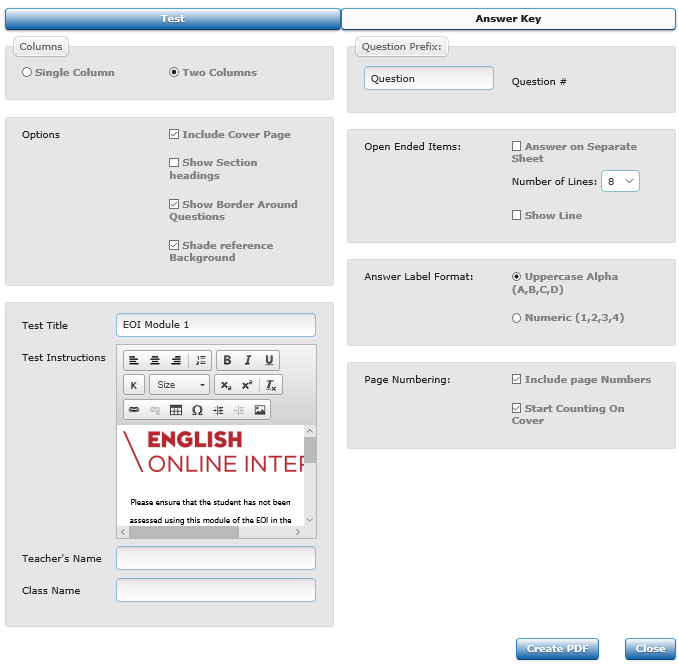 Test
Answer Key
Columns
Single Column
Two Columns
Options
Include Cover Page
Show Section
headings
Show Border Around
Questions
Shade reference
Background
Test Title
EOI Module 1
Test Instructions
B I U
K
Size
x₂ x² Tx
Ω
ENGLISH
ONLINE INTER
Please ensure that the student has not been
assessed using this module of the EOI in the
Teacher's Name
Class Name
Question Prefix:
Question
Question #
Open Ended Items:
Answer on Separate
Sheet
Number of Lines: 8
Show Line
Answer Label Format:
Uppercase Alpha
(A,B,C,D)
Numeric (1,2,3,4)
Page Numbering:
Include page Numbers
Start Counting On
Cover
Create PDF
Close